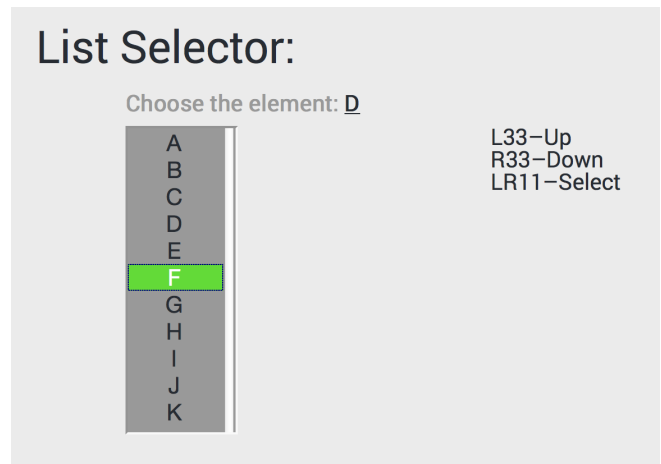 List Selector:
Choose the element: D
A
B
C
D
E
F
G
H
I
J
K
L33–Up
R33–Down
LR11–Select